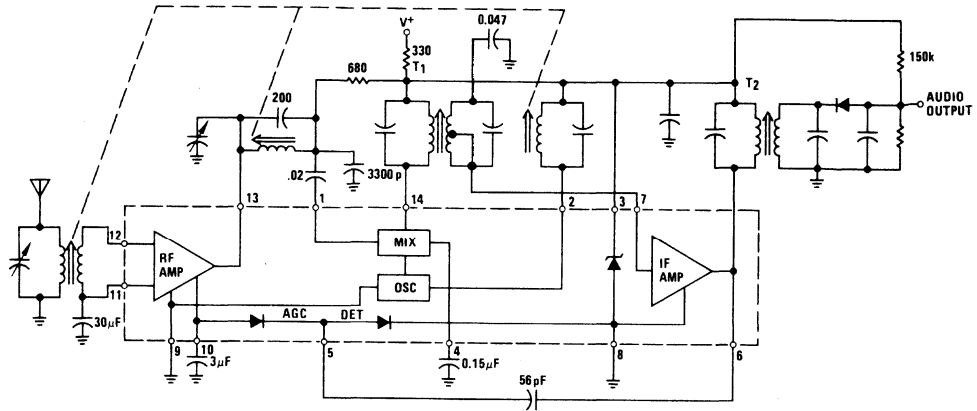 V+
330
T1
0.047
680
200
.02
3300 p
T2
150k
AUDIO
OUTPUT
13
1
14
2
3
7
12
11
RF
AMP
MIX
OSC
IF
AMP
AGC
DET
30μF
9
10
3μF
5
4
0.15μF
8
6
56pF